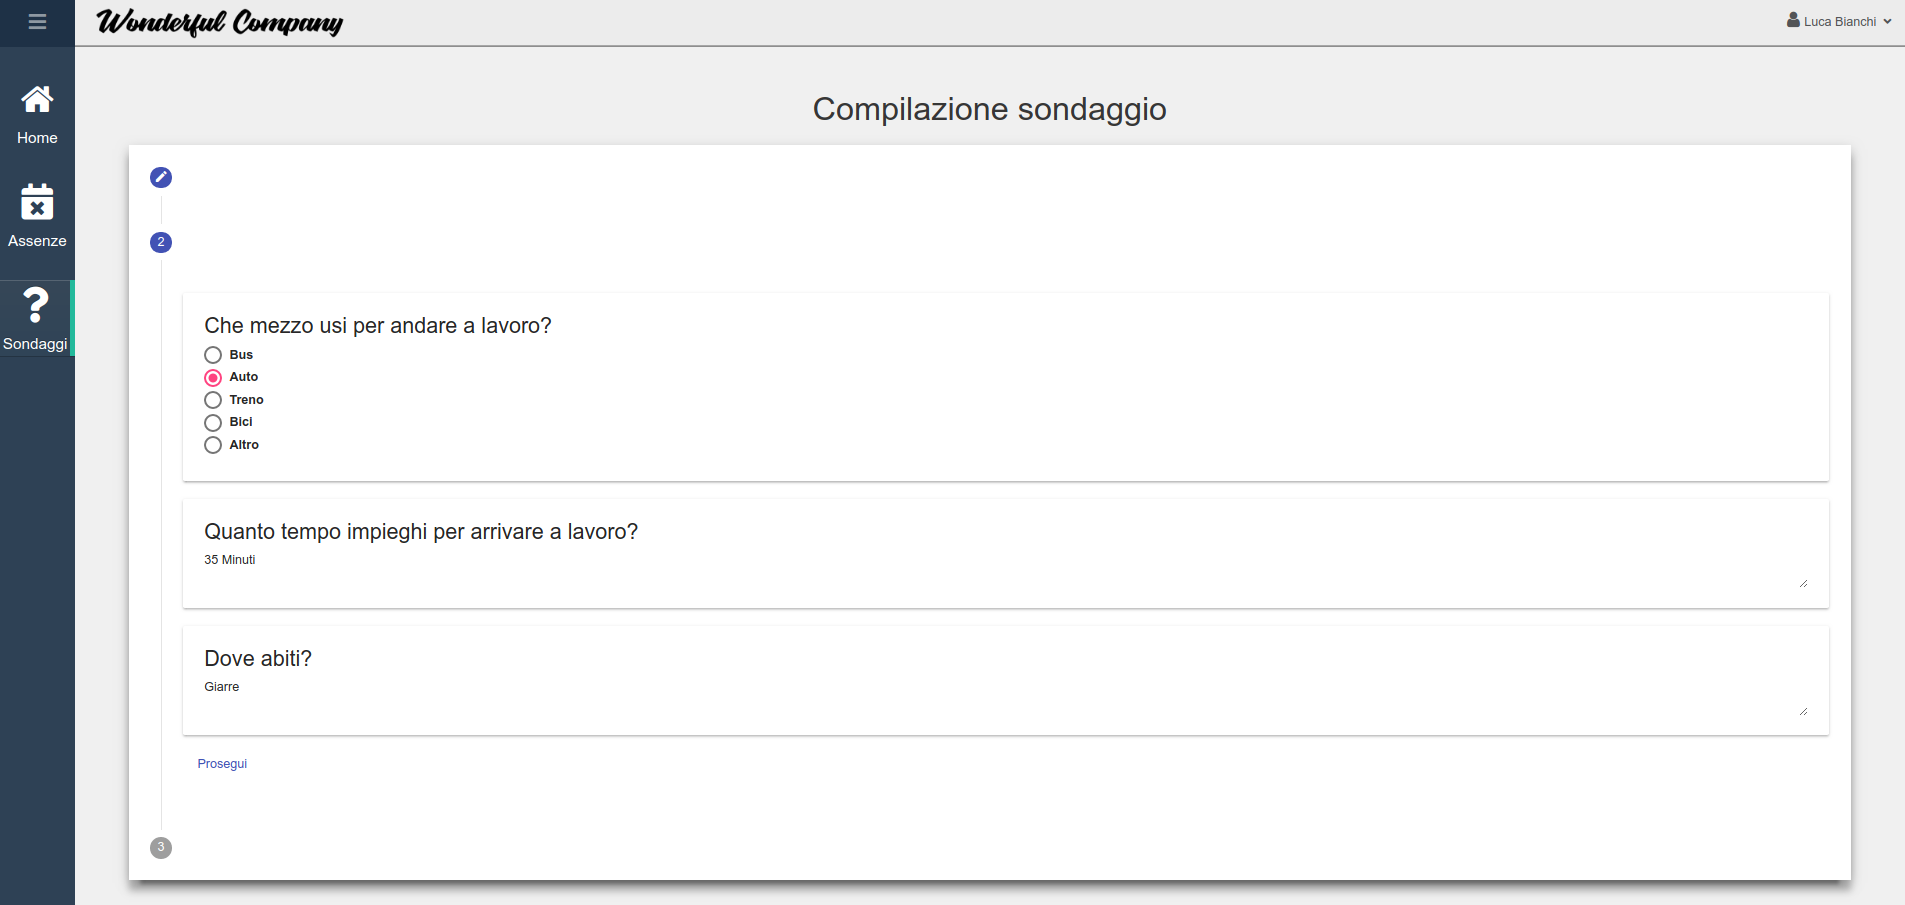 Wonderful Company
Luca Bianchi
Home
Assenze
Sondaggi
Compilazione sondaggio
2
Che mezzo usi per andare a lavoro?
Bus
Auto
Treno
Bici
Altro
Quanto tempo impieghi per arrivare a lavoro?
35 Minuti
Dove abiti?
Giarre
Prosegui
3